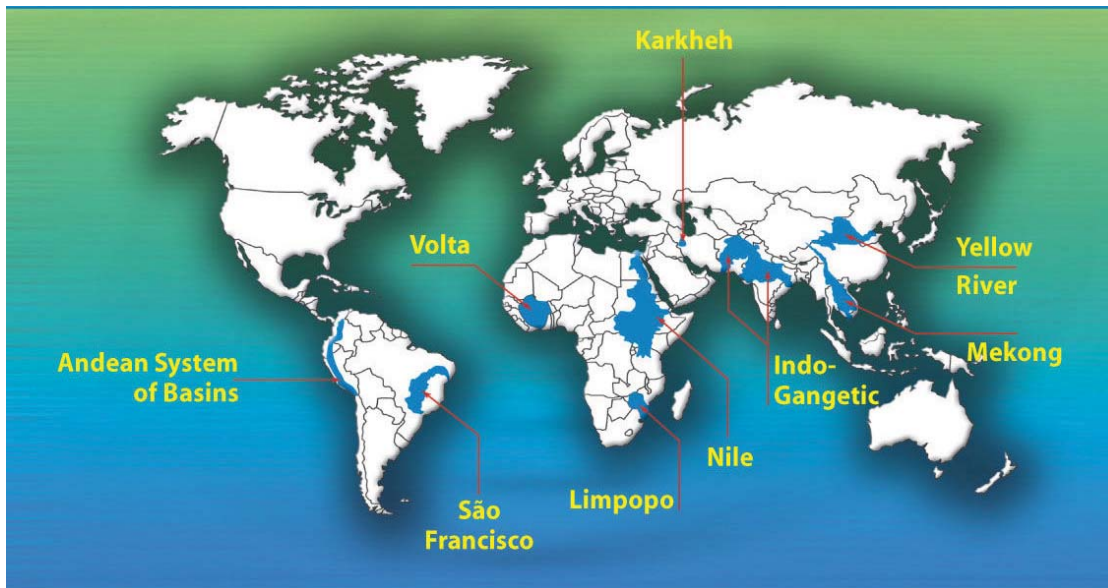 Karkheh
Volta
Yellow
River
Andean System
of Basins
Mekong
Indo-
Gangetic
Nile
Limpopo
São
Francisco